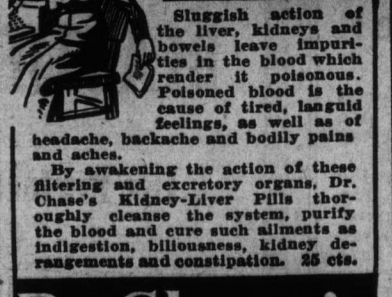 Sluggish action of
the liver, kidneys and
bowels leave impuri-
ties in the blood which
render it poisonous.
Poisoned blood is the
cause of tired, languid
feelings, as well as of
headache, backache and bodily pains
and aches.
By awakening the action of these
filtering and excretory organs, Dr.
Chase's Kidney-Liver Pills thor-
oughly cleanse the system, purify
the blood and cure such ailments as
indigestion, biliousness, kidney de-
rangements and constipation. 25 cts.